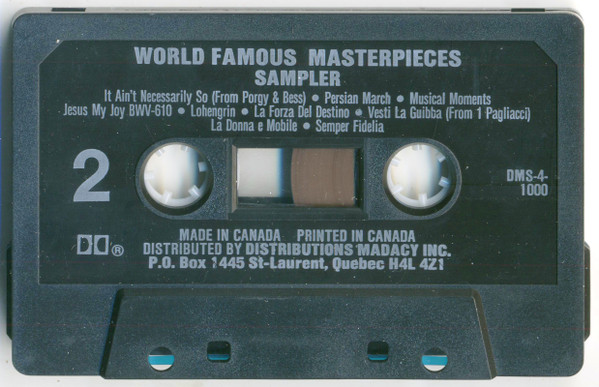 WORLD FAMOUS MASTERPIECES
SAMPLER
It Ain't Necessarily So (From Porgy & Bess) • Persian March • Musical Moments
Jesus My Joy BWV-610 • Lohengrin • La Forza Del Destino • Vesti La Guibba (From 1 Pagliacci)
La Donna e Mobile • Semper Fidelia
2
DMS-4-
1000
MADE IN CANADA PRINTED IN CANADA
DISTRIBUTED BY DISTRIBUTIONS MADACY INC.
P.O. Box 1445 St-Laurent, Quebec H4L 4Z1
®